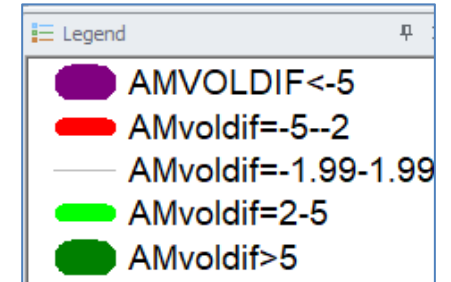 Legend
AMVOLDIF<-5
AMvoldif=-5--2
AMvoldif=-1.99-1.99
AMvoldif=2-5
AMvoldif>5